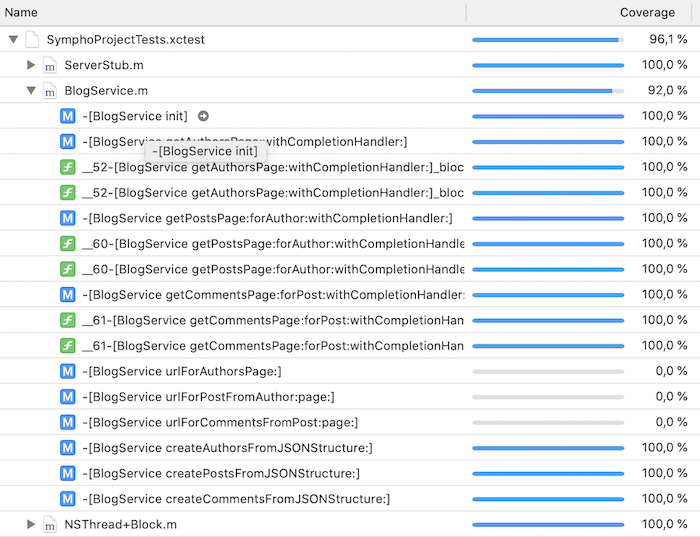 Name Coverage
SymphoProjectTests.xctest 96,1 %
m ServerStub.m 100,0 %
m BlogService.m 92,0 %
M -[BlogService init] 100,0 %
M -[BlogService getAuthorsPage:withCompletionHandler:] 100,0 %
-[BlogService init]
f __52-[BlogService getAuthorsPage:withCompletionHandler:]_bloc 100,0 %
f __52-[BlogService getAuthorsPage:withCompletionHandler:]_bloc 100,0 %
M -[BlogService getPostsPage:forAuthor:withCompletionHandler:] 100,0 %
f __60-[BlogService getPostsPage:forAuthor:withCompletionHandle 100,0 %
f __60-[BlogService getPostsPage:forAuthor:withCompletionHandle 100,0 %
M -[BlogService getCommentsPage:forPost:withCompletionHandler: 100,0 %
f __61-[BlogService getCommentsPage:forPost:withCompletionHan 100,0 %
f __61-[BlogService getCommentsPage:forPost:withCompletionHan 100,0 %
M -[BlogService urlForAuthorsPage:] 0,0 %
M -[BlogService urlForPostFromAuthor:page:] 0,0 %
M -[BlogService urlForCommentsFromPost:page:] 0,0 %
M -[BlogService createAuthorsFromJSONStructure:] 100,0 %
M -[BlogService createPostsFromJSONStructure:] 100,0 %
M -[BlogService createCommentsFromJSONStructure:] 100,0 %
m NSThread+Block.m 100,0 %